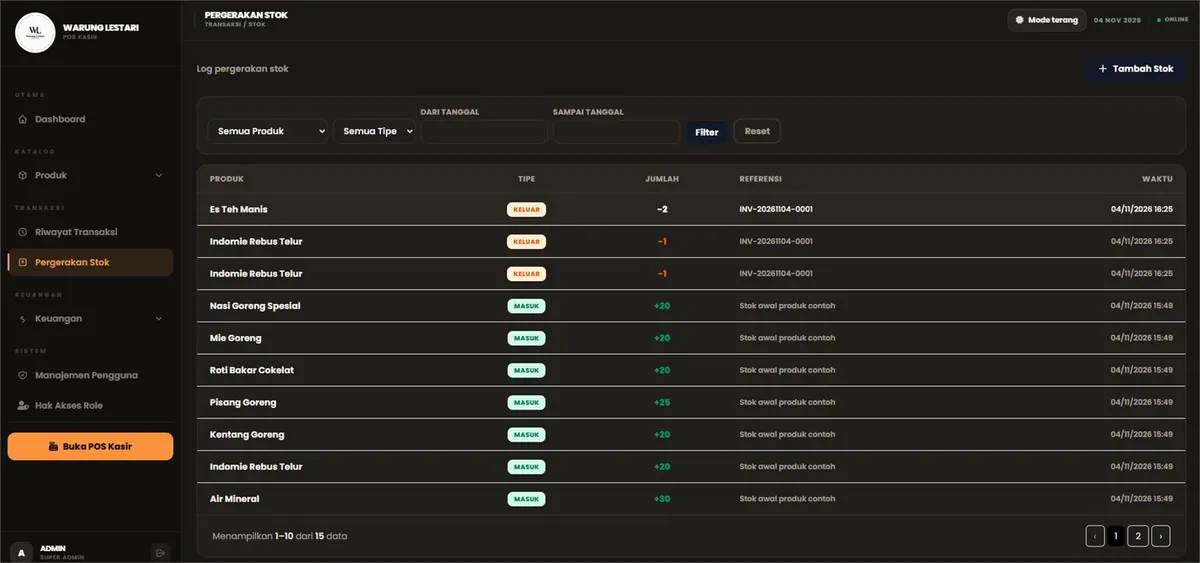 WL
WARUNG LESTARI
POS KASIR
UTAMA
Dashboard
KATALOG
Produk
TRANSAKSI
Riwayat Transaksi
Pergerakan Stok
KEUANGAN
Keuangan
SISTEM
Manajemen Pengguna
Hak Akses Role
Buka POS Kasir
A
ADMIN
SUPER ADMIN
PERGERAKAN STOK
TRANSAKSI / STOK
Mode terang
04 NOV 2026
ONLINE
Log pergerakan stok
+ Tambah Stok
DARI TANGGAL SAMPAI TANGGAL
Semua Produk Semua Tipe Filter Reset
PRODUK TIPE JUMLAH REFERENSI WAKTU
Es Teh Manis KELUAR -2 INV-20261104-0001 04/11/2026 16:25
Indomie Rebus Telur KELUAR -1 INV-20261104-0001 04/11/2026 16:25
Indomie Rebus Telur KELUAR -1 INV-20261104-0001 04/11/2026 16:25
Nasi Goreng Spesial MASUK +20 Stok awal produk contoh 04/11/2026 15:49
Mie Goreng MASUK +20 Stok awal produk contoh 04/11/2026 15:49
Roti Bakar Cokelat MASUK +20 Stok awal produk contoh 04/11/2026 15:49
Pisang Goreng MASUK +25 Stok awal produk contoh 04/11/2026 15:49
Kentang Goreng MASUK +20 Stok awal produk contoh 04/11/2026 15:49
Indomie Rebus Telur MASUK +20 Stok awal produk contoh 04/11/2026 15:49
Air Mineral MASUK +30 Stok awal produk contoh 04/11/2026 15:49
Menampilkan 1–10 dari 15 data
‹ 1 2 ›